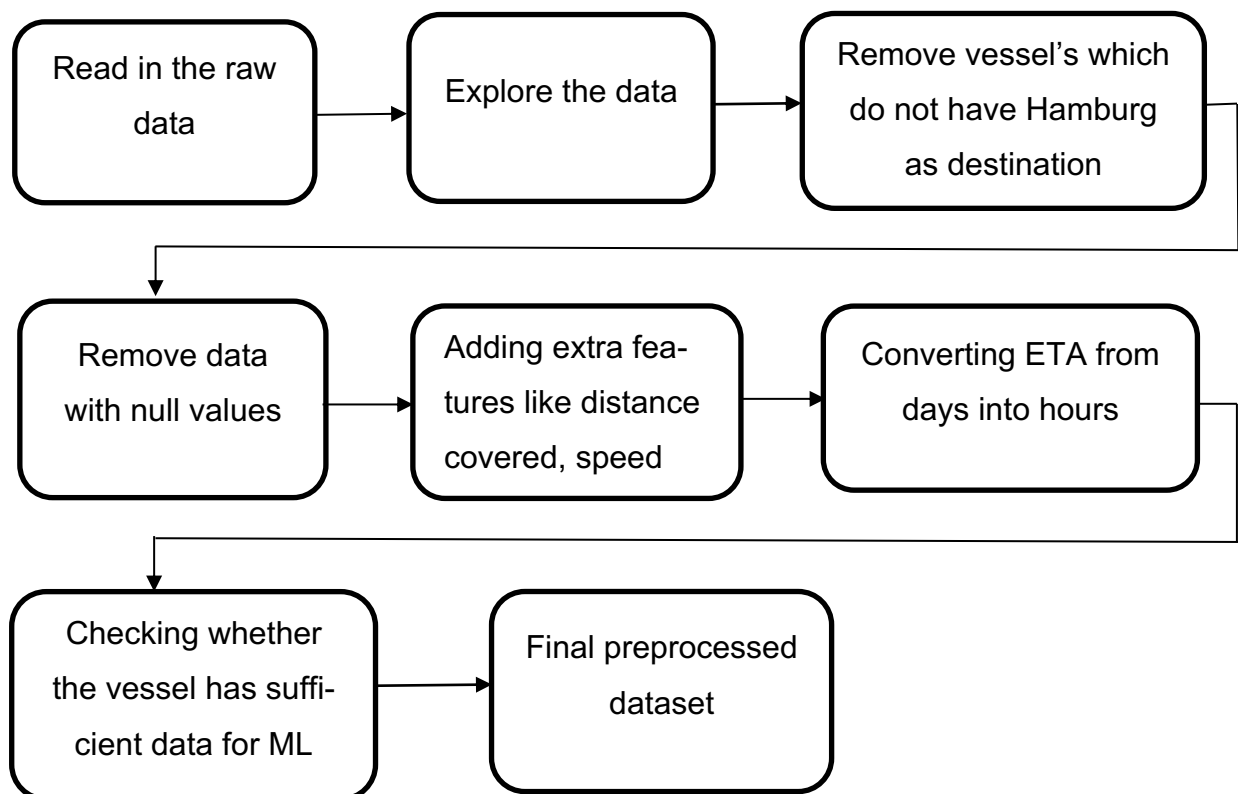 Read in the raw
data
Explore the data
Remove vessel’s which
do not have Hamburg
as destination
Remove data
with null values
Adding extra fea-
tures like distance
covered, speed
Converting ETA from
days into hours
Checking whether
the vessel has suffi-
cient data for ML
Final preprocessed
dataset